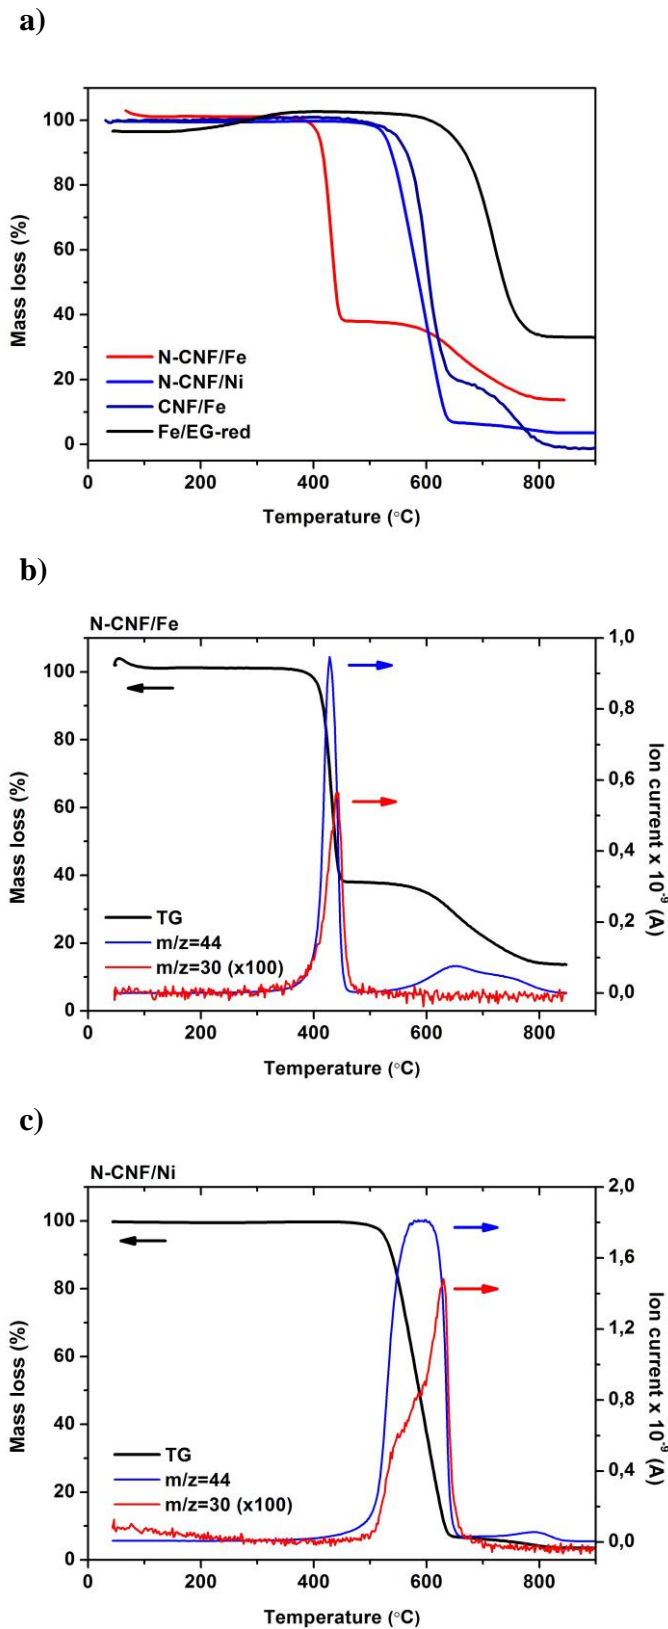 a)
100
80
60
40
20
0
Mass loss (%)
N-CNF/Fe
N-CNF/Ni
CNF/Fe
Fe/EG-red
0 200 400 600 800
Temperature (°C)
b)
N-CNF/Fe
100
80
60
40
20
0
Mass loss (%)
1,0
0,8
0,6
0,4
0,2
0,0
Ion current x 10⁻⁹ (A)
TG
m/z=44
m/z=30 (x100)
0 200 400 600 800
Temperature (°C)
c)
N-CNF/Ni
100
80
60
40
20
0
Mass loss (%)
2,0
1,6
1,2
0,8
0,4
0,0
Ion current x 10⁻⁹ (A)
TG
m/z=44
m/z=30 (x100)
0 200 400 600 800
Temperature (°C)